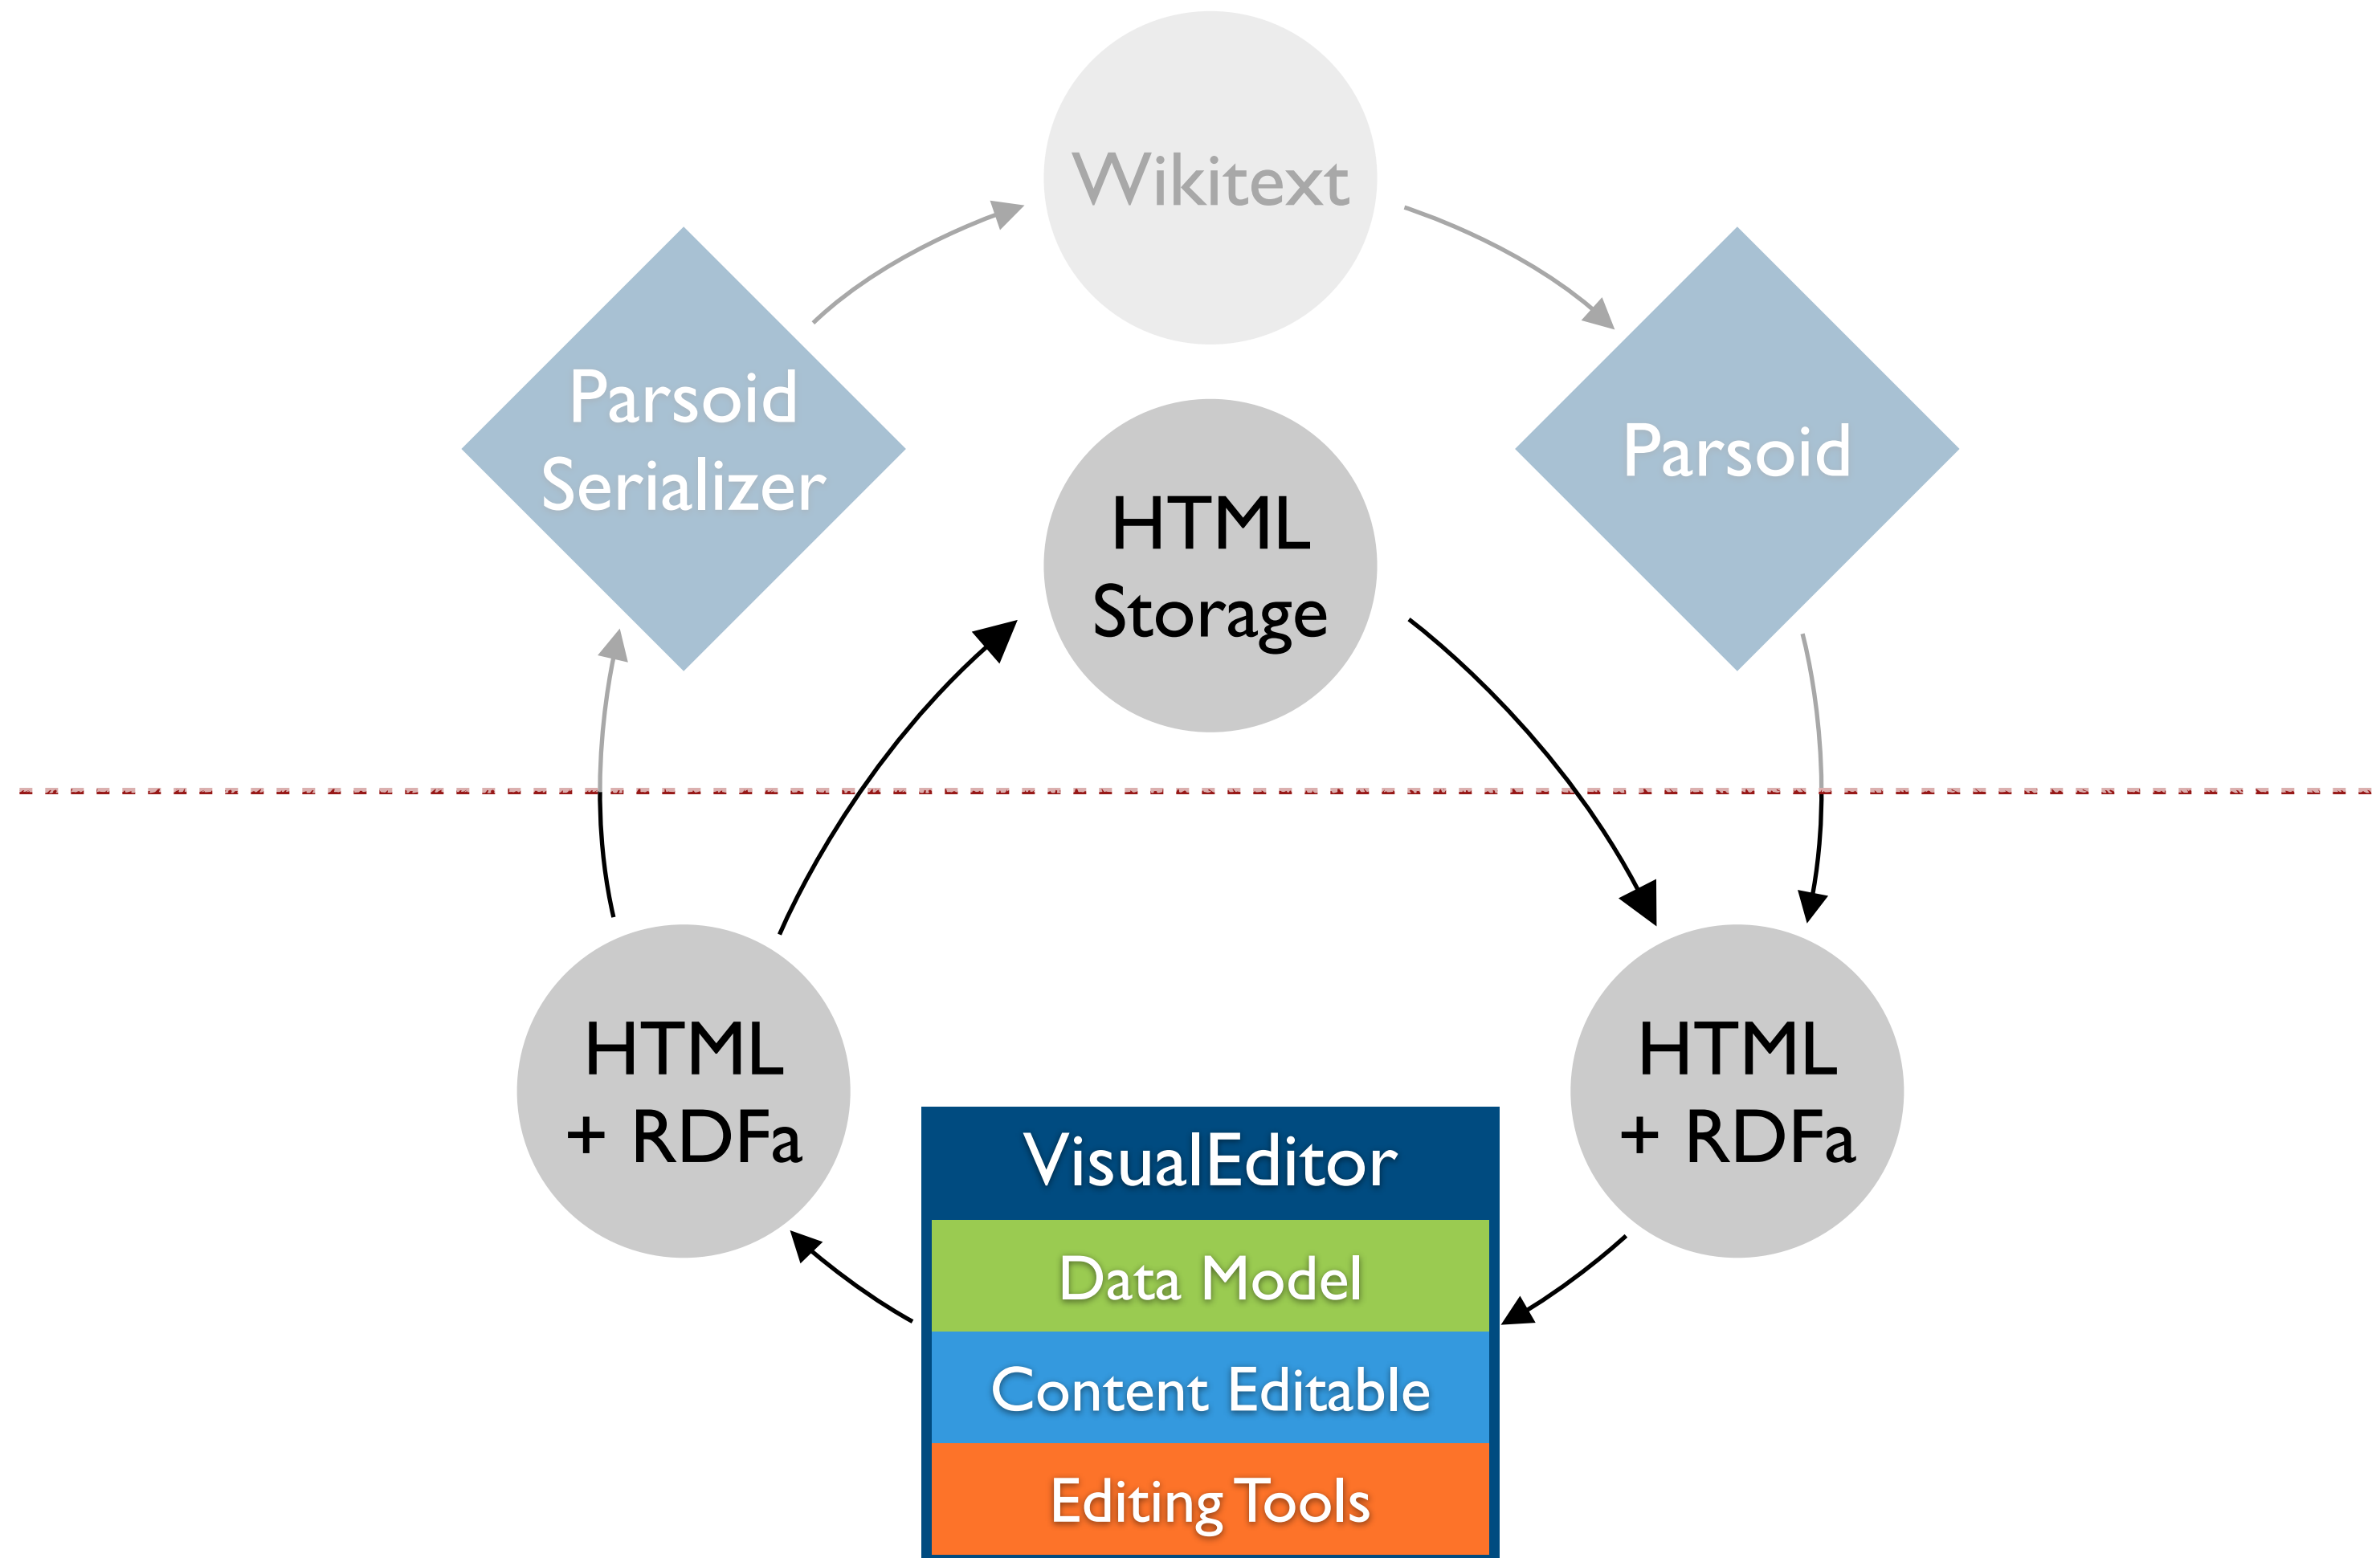 Wikitext
Parsoid
Serializer
Parsoid
HTML
Storage
HTML
+ RDFa
HTML
+ RDFa
VisualEditor
Data Model
Content Editable
Editing Tools